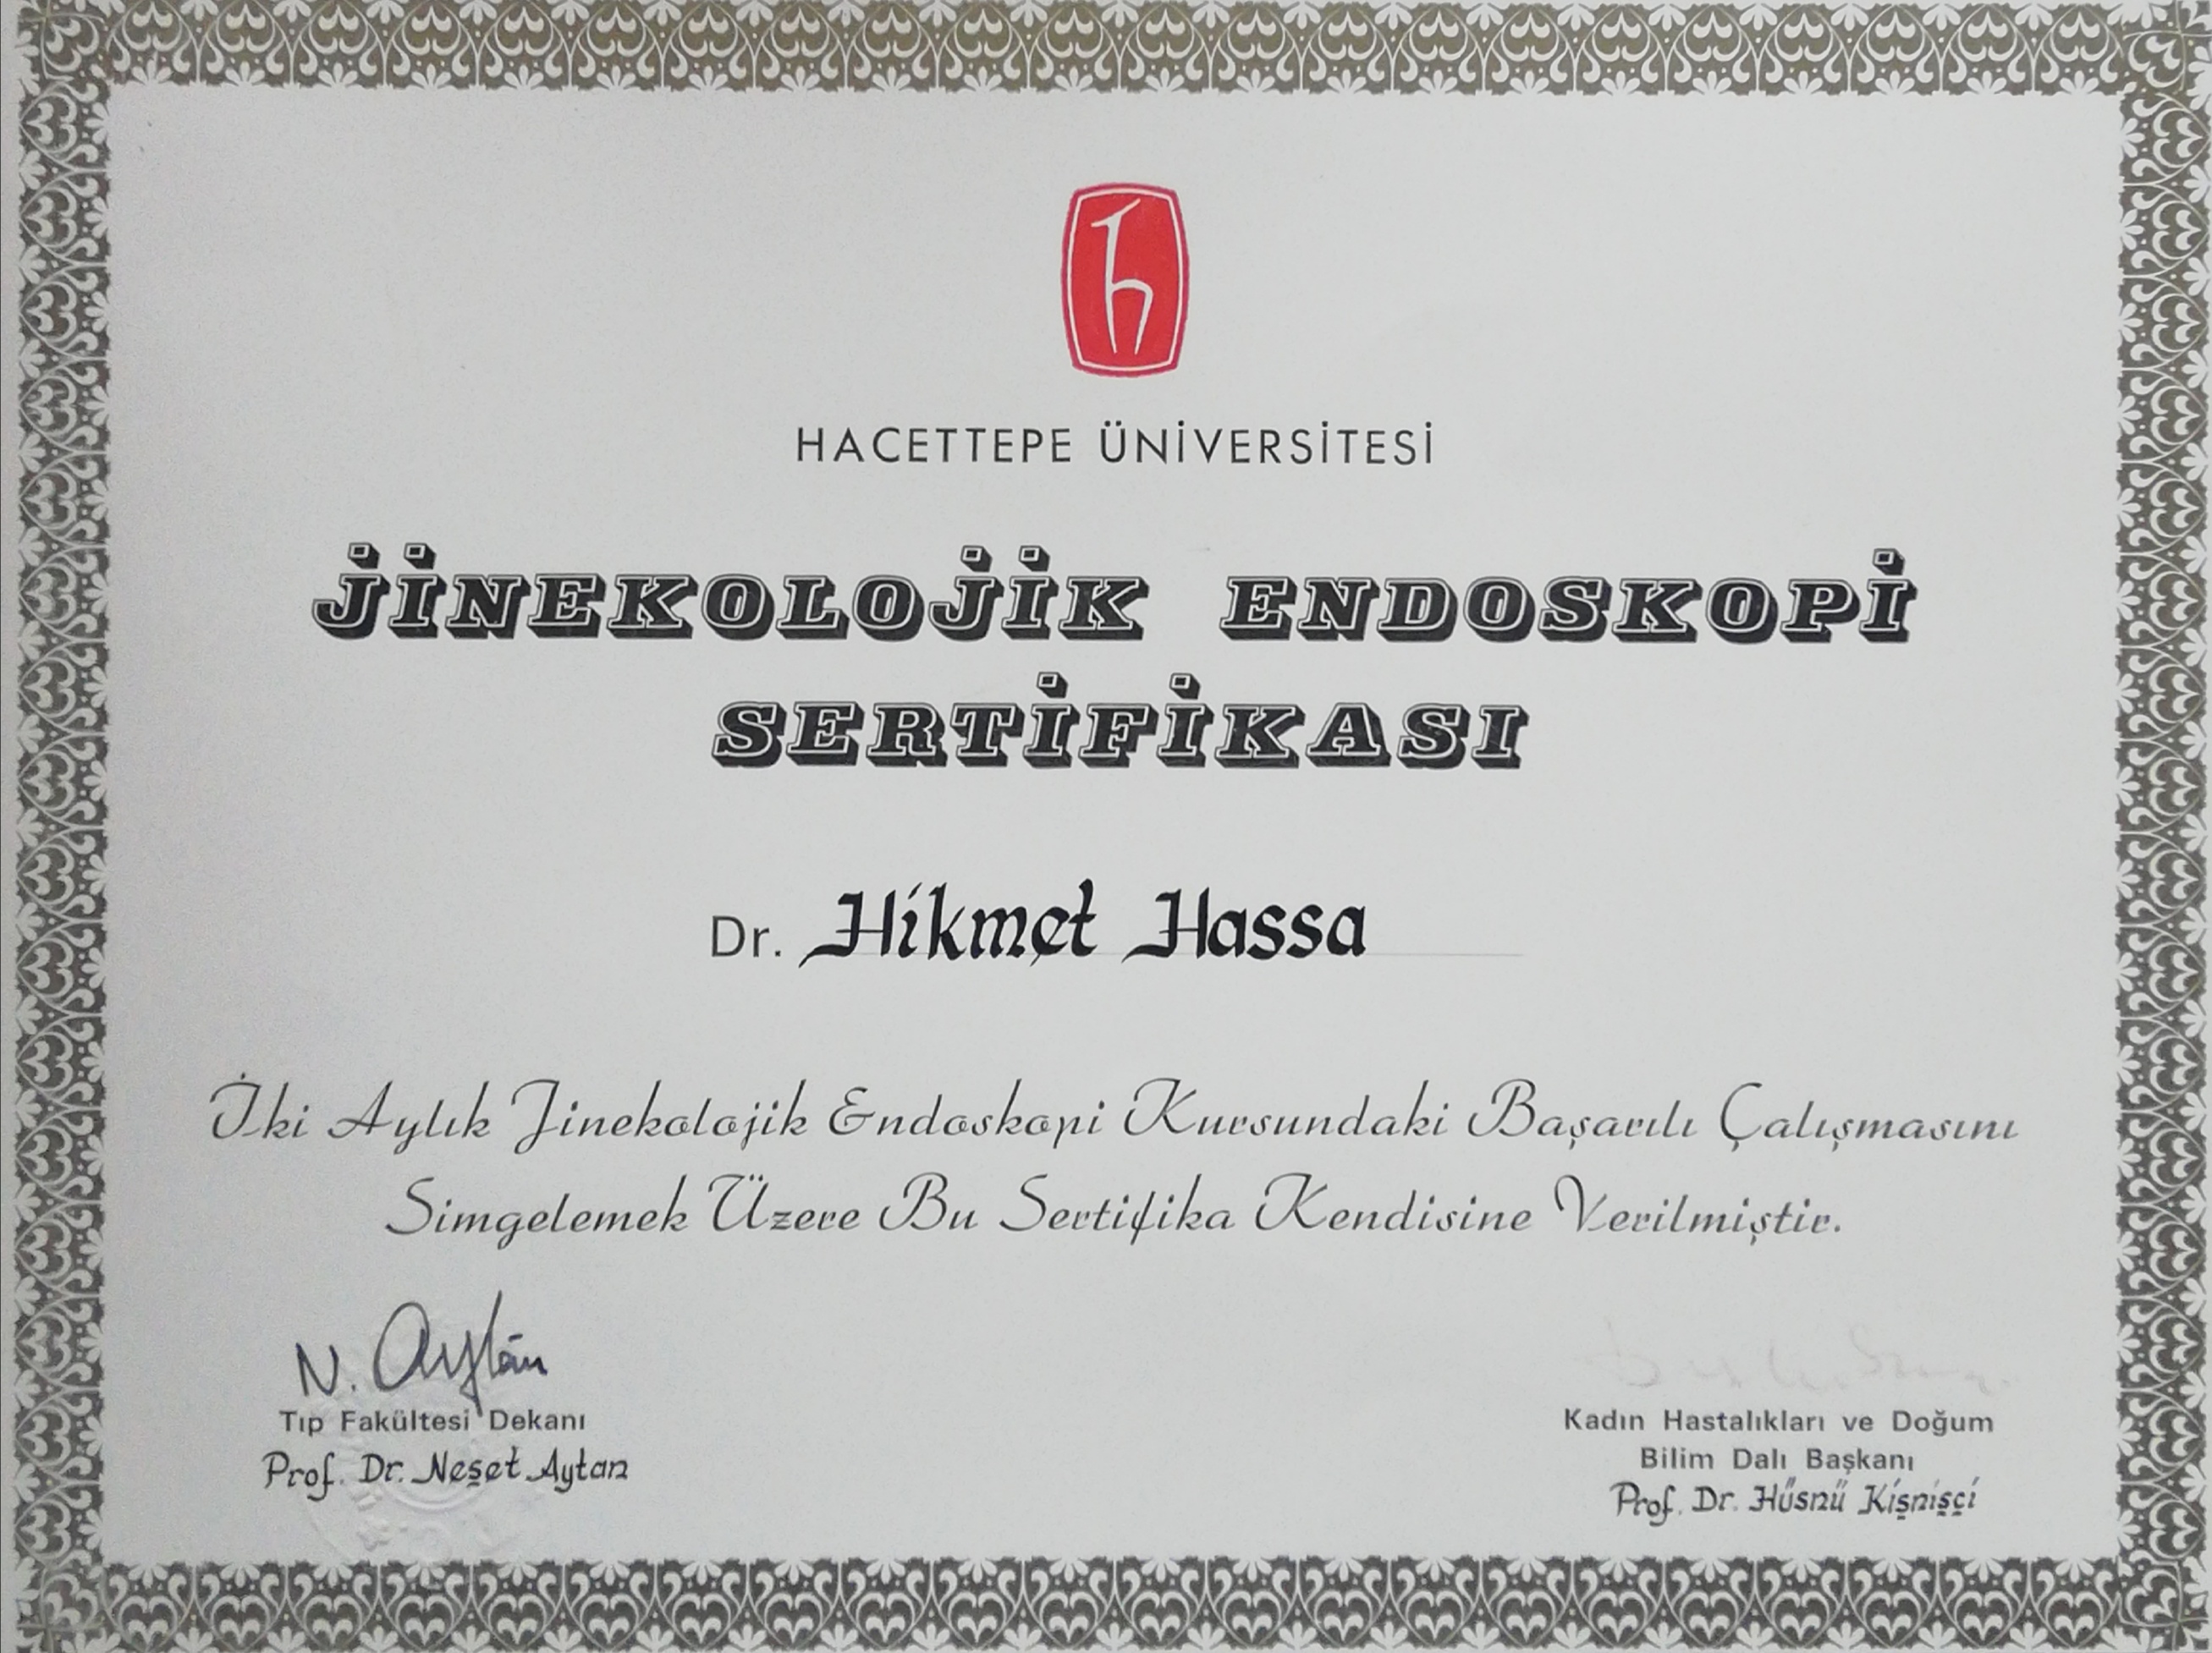 HACETTEPE ÜNİVERSİTESİ
JİNEKOLOJİK ENDOSKOPİ
SERTİFİKASI
Dr. Hikmet Hassa
İki Aylık Jinekolojik Endoskopi Kursundaki Başarılı Çalışmasını
Simgelemek Üzere Bu Sertifika Kendisine Verilmiştir.
N. Aytan
Tıp Fakültesi Dekanı
Prof. Dr. Neşet Aytan
Kadın Hastalıkları ve Doğum
Bilim Dalı Başkanı
Prof. Dr. Hüsnü Kişnişçi